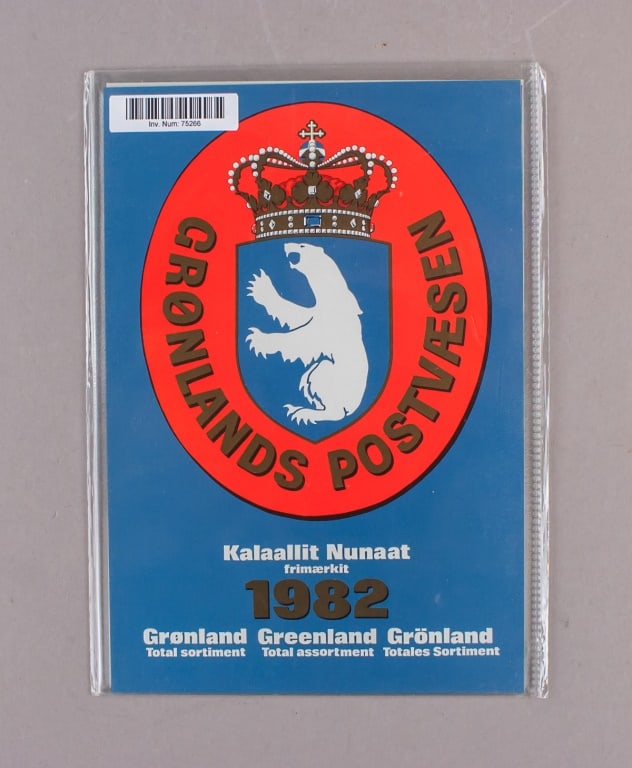 Inv. Num: 75266
GRØNLANDS POSTVÆSEN
Kalaallit Nunaat
frimærkit
1982
Grønland Greenland Grönland
Total sortiment Total assortment Totales Sortiment